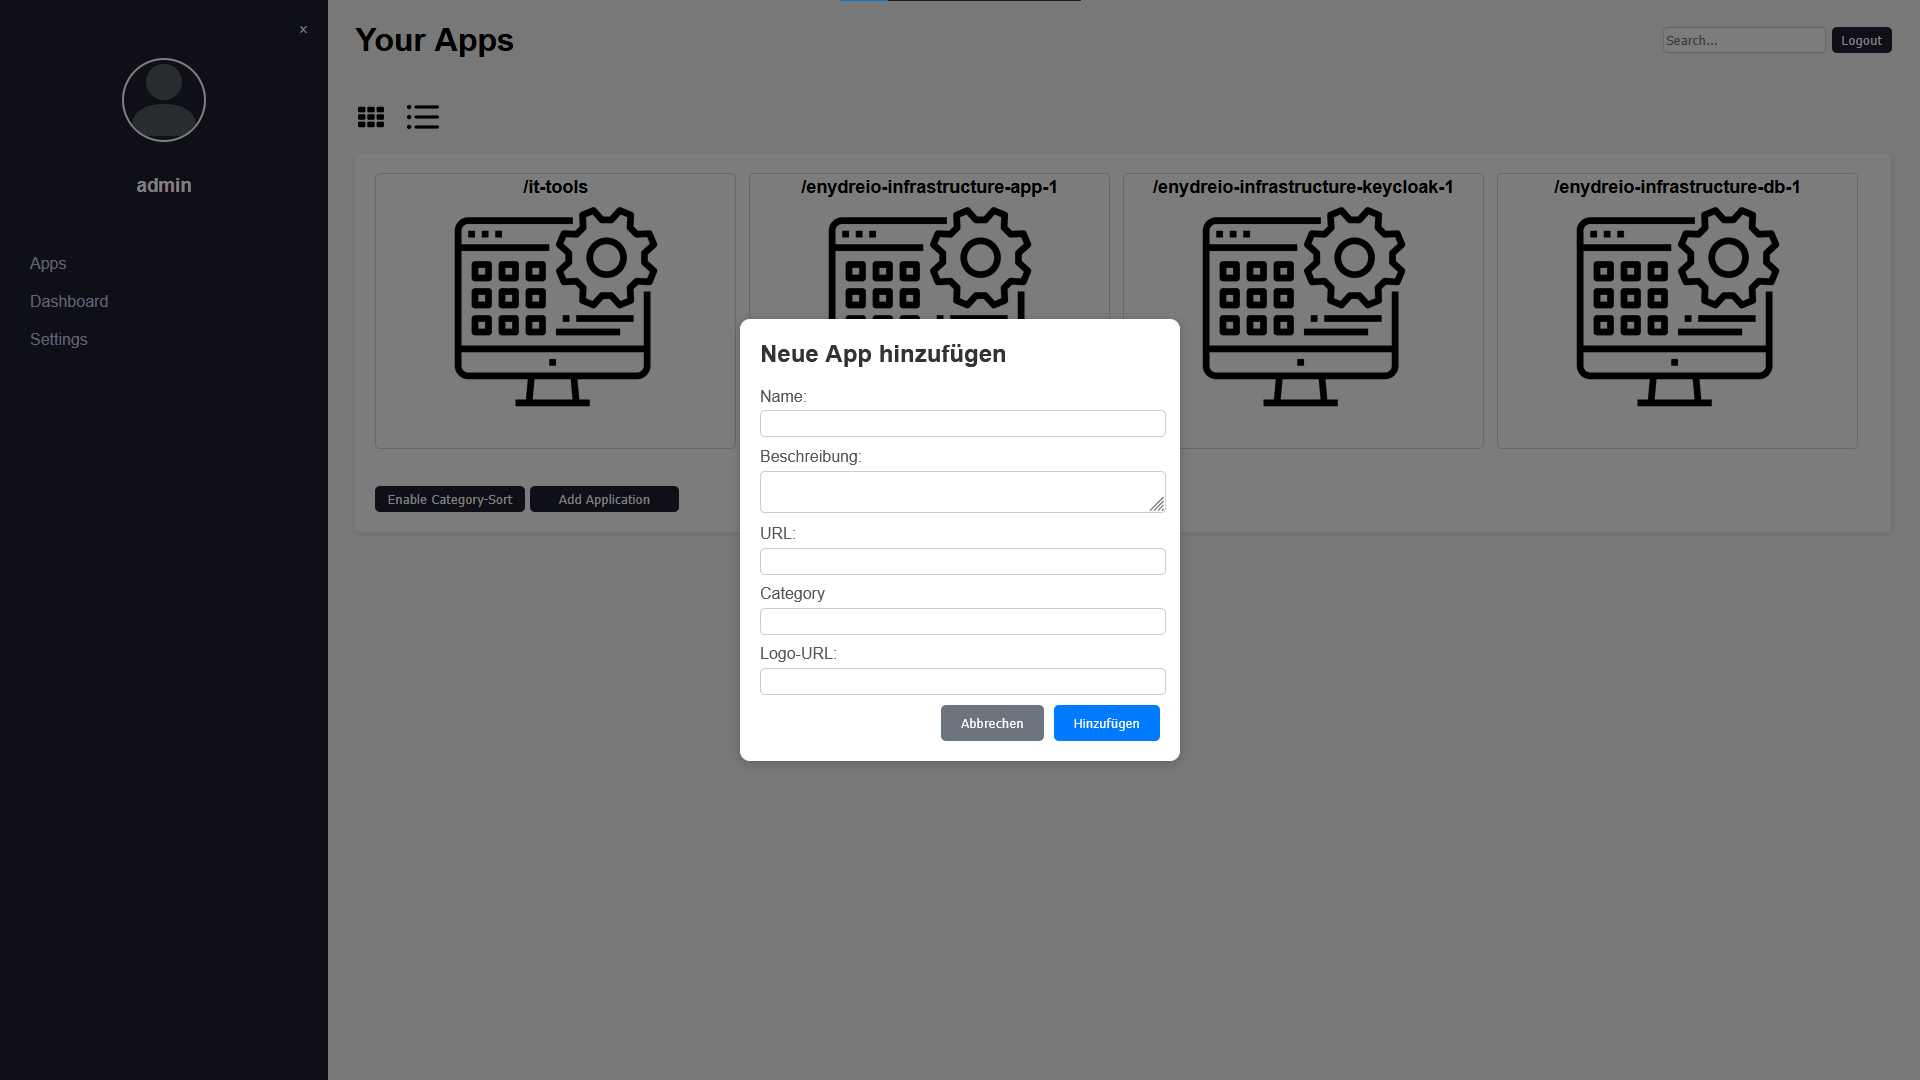 ×
admin
Apps
Dashboard
Settings
Your Apps
Search...
Logout
/it-tools
/enydreio-infrastructure-app-1
/enydreio-infrastructure-keycloak-1
/enydreio-infrastructure-db-1
Enable Category-Sort
Add Application
Neue App hinzufügen
Name:
Beschreibung:
URL:
Category
Logo-URL:
Abbrechen
Hinzufügen